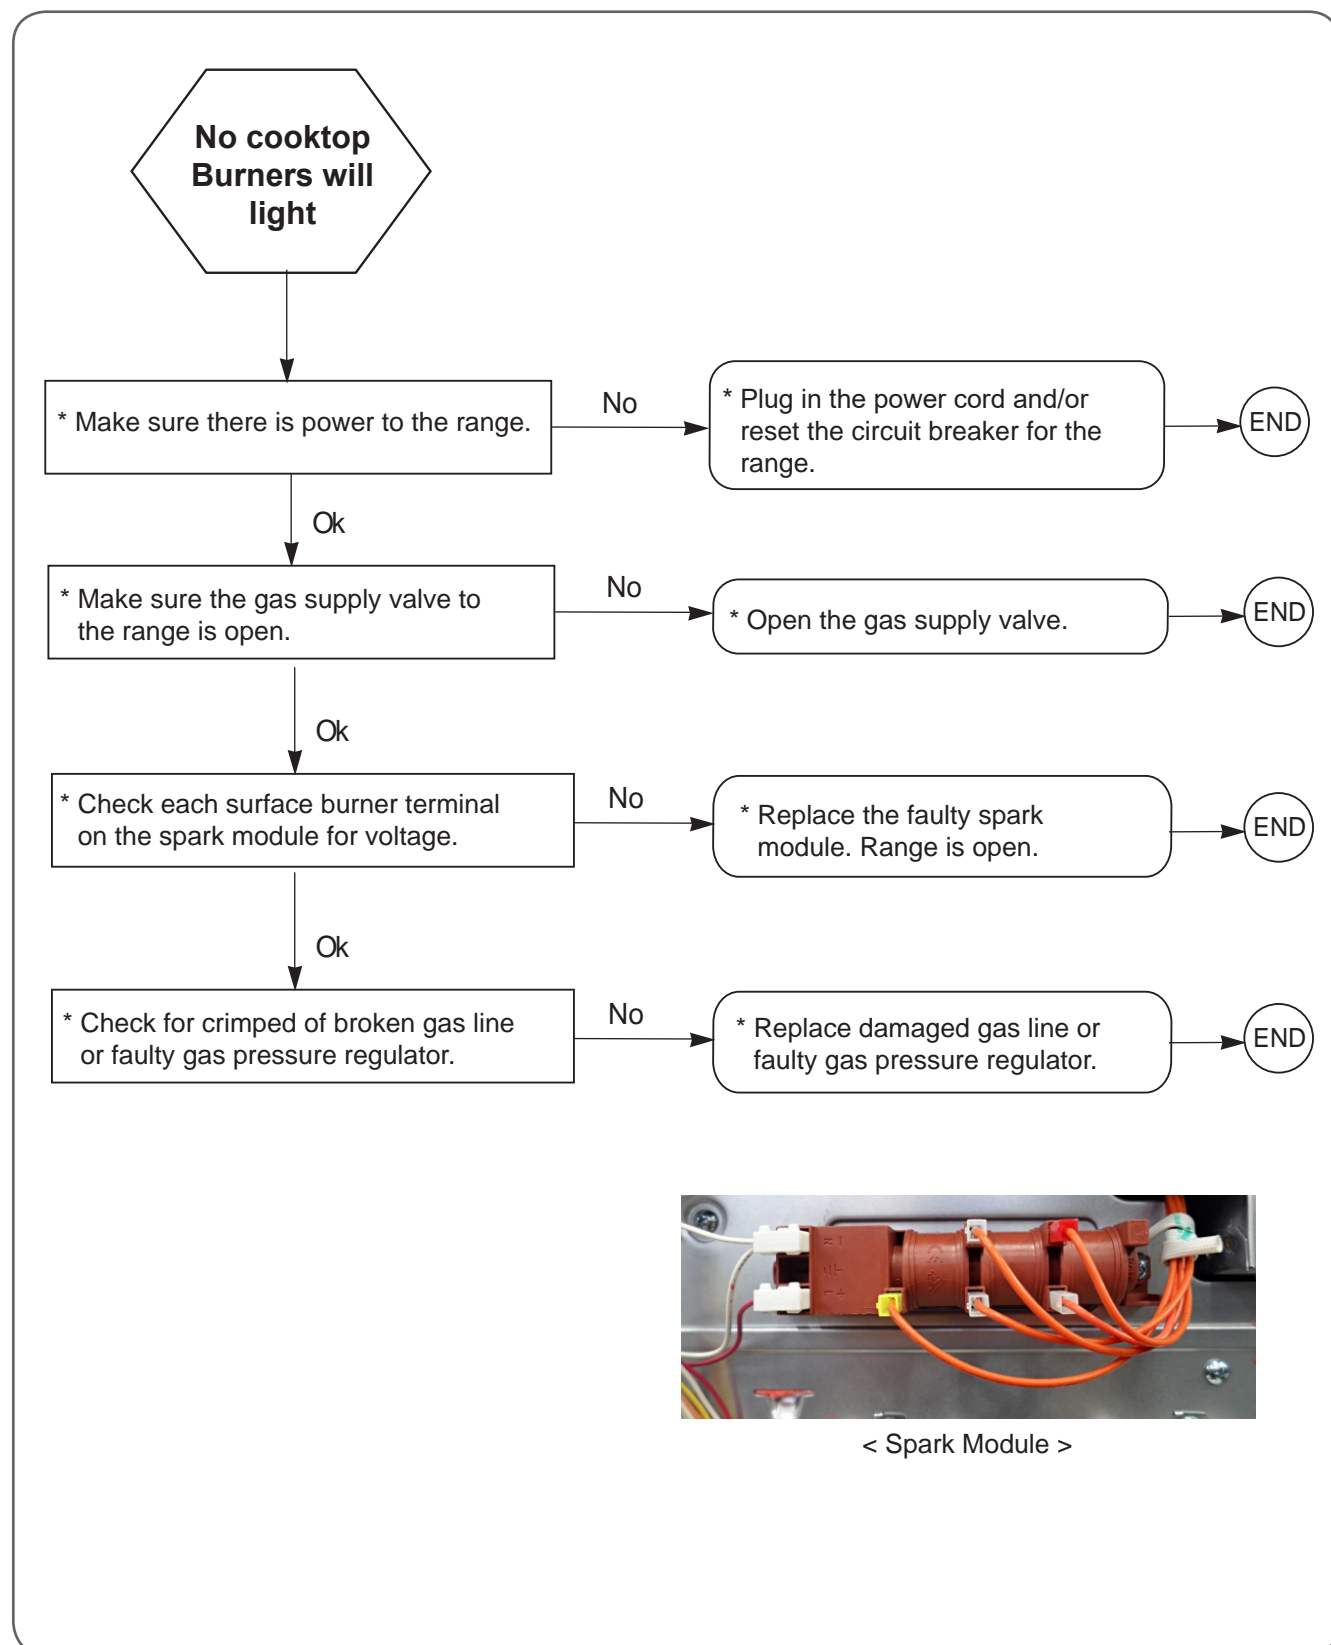 No cooktop
Burners will
light
* Make sure there is power to the range.
No
* Plug in the power cord and/or
reset the circuit breaker for the
range.
END
Ok
* Make sure the gas supply valve to
the range is open.
No
* Open the gas supply valve.
END
Ok
* Check each surface burner terminal
on the spark module for voltage.
No
* Replace the faulty spark
module. Range is open.
END
Ok
* Check for crimped of broken gas line
or faulty gas pressure regulator.
No
* Replace damaged gas line or
faulty gas pressure regulator.
END
N
L
< Spark Module >